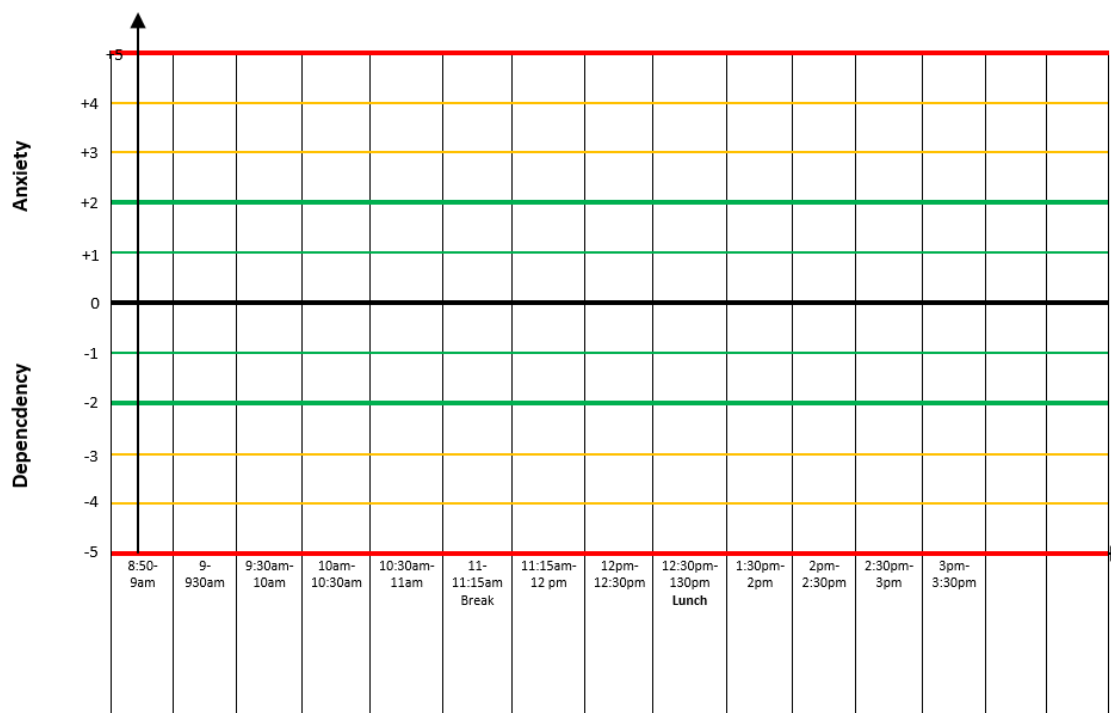 +5
+4
+3
+2
+1
0
-1
-2
-3
-4
-5
Anxiety
Depencdency
8:50-
9am
9-
930am
9:30am-
10am
10am-
10:30am
10:30am-
11am
11-
11:15am
Break
11:15am-
12 pm
12pm-
12:30pm
12:30pm-
130pm
Lunch
1:30pm-
2pm
2pm-
2:30pm
2:30pm-
3pm
3pm-
3:30pm